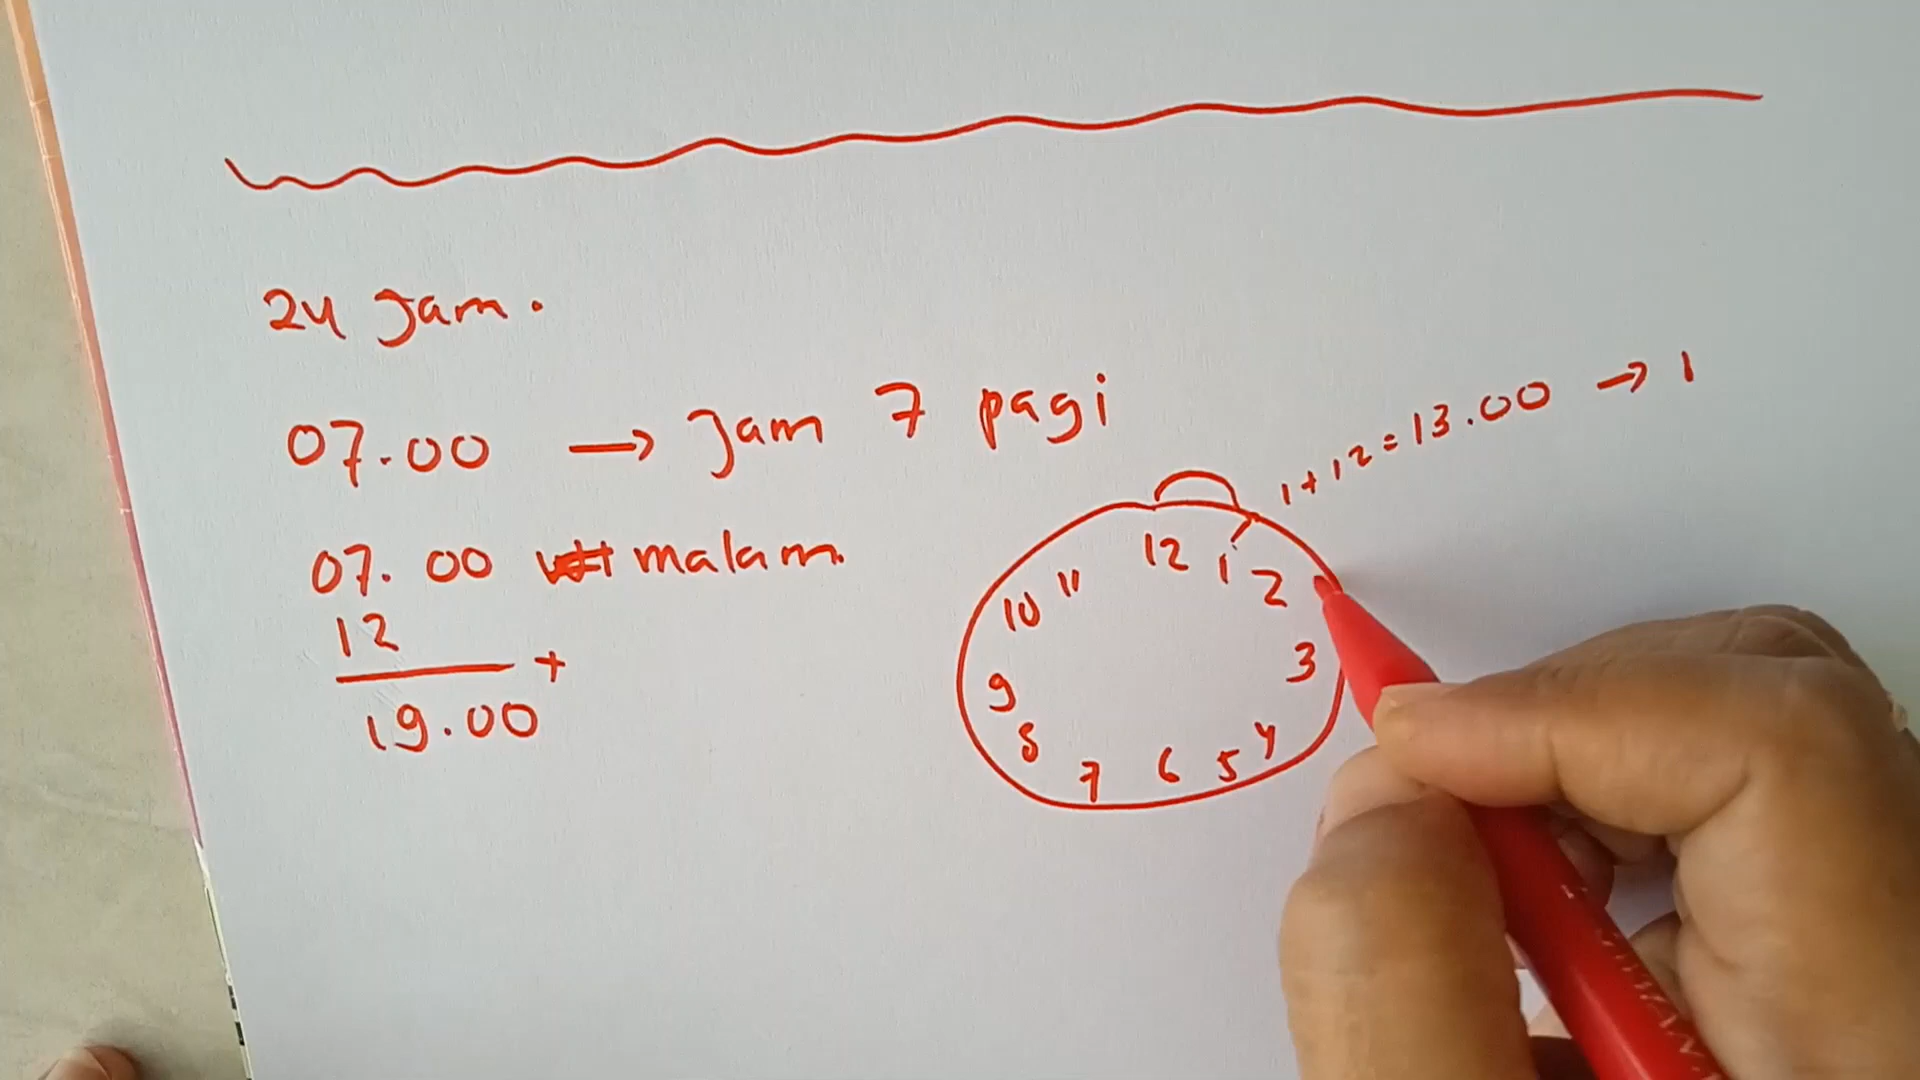 24 Jam.
07.00 → Jam 7 pagi
1 + 12 = 13.00 → 1
07.00 malam.
12
+
19.00
12 1 2 3 4 5 6 7 8 9 10 11